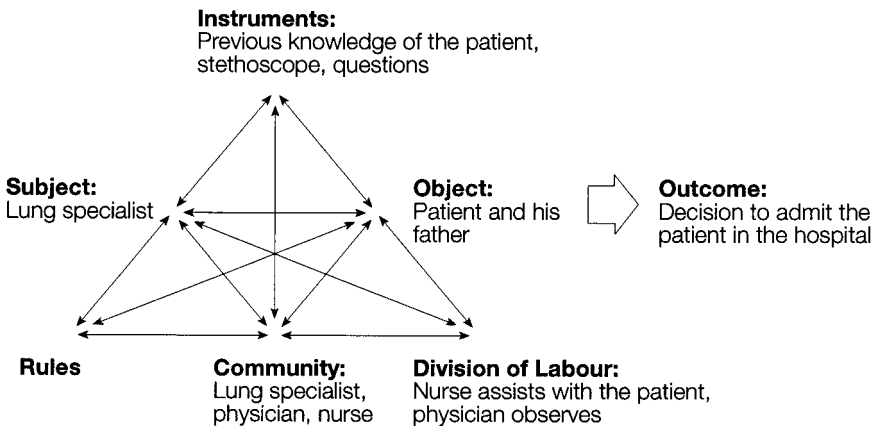 Instruments:
Previous knowledge of the patient,
stethoscope, questions
Subject:
Lung specialist
Object:
Patient and his
father
Outcome:
Decision to admit the
patient in the hospital
Rules
Community:
Lung specialist,
physician, nurse
Division of Labour:
Nurse assists with the patient,
physician observes